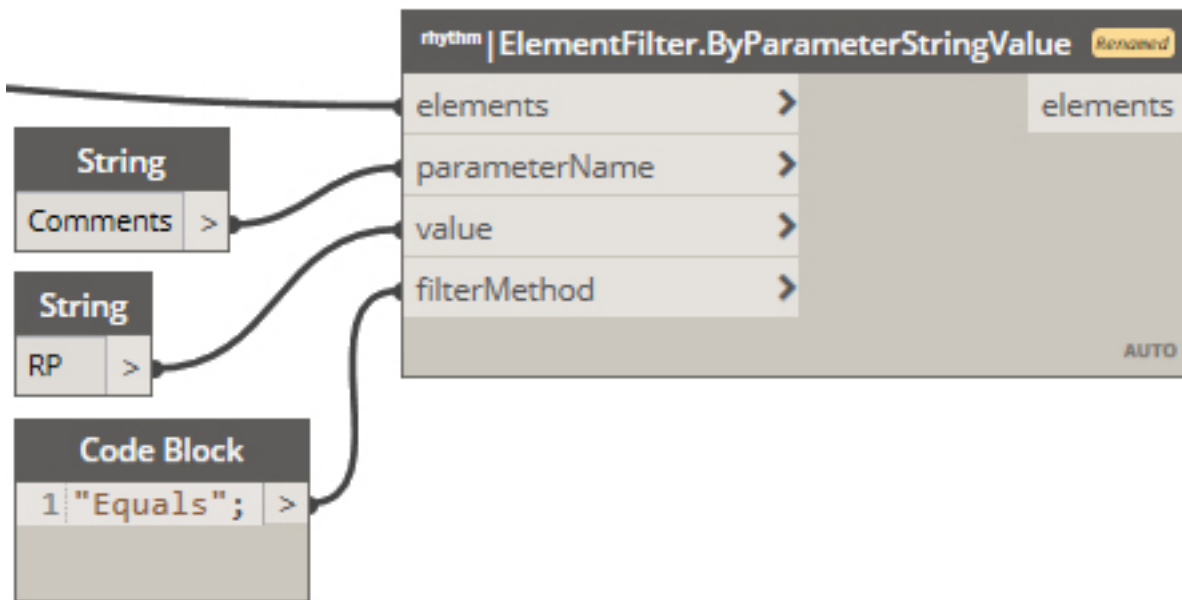 rhythm|ElementFilter.ByParameterStringValue Renamed
elements > elements
parameterName >
value >
filterMethod >
AUTO
String
Comments >
String
RP >
Code Block
1 "Equals"; >